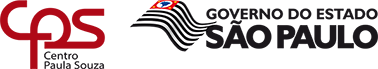 cps
Centro
Paula Souza
GOVERNO DO ESTADO
SÃO PAULO